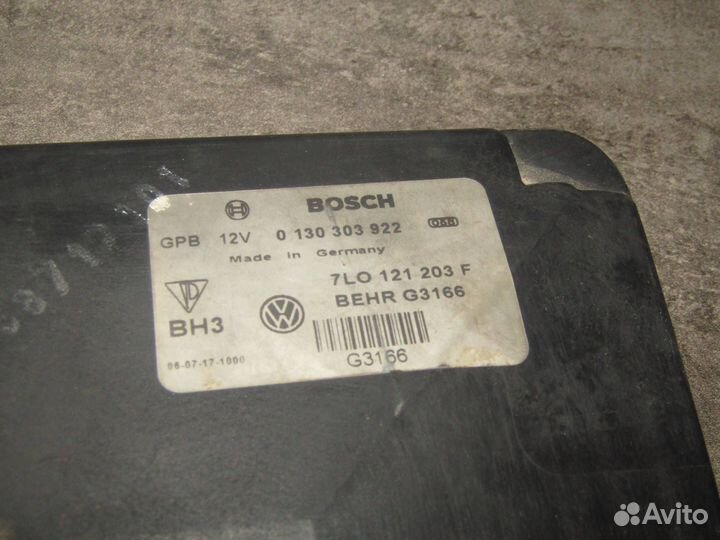 BOSCH
GPB 12V 0 130 303 922
Made in Germany
7L0 121 203 F
BEHR G3166
BH3
G3166
06-07-17-1000
Avito